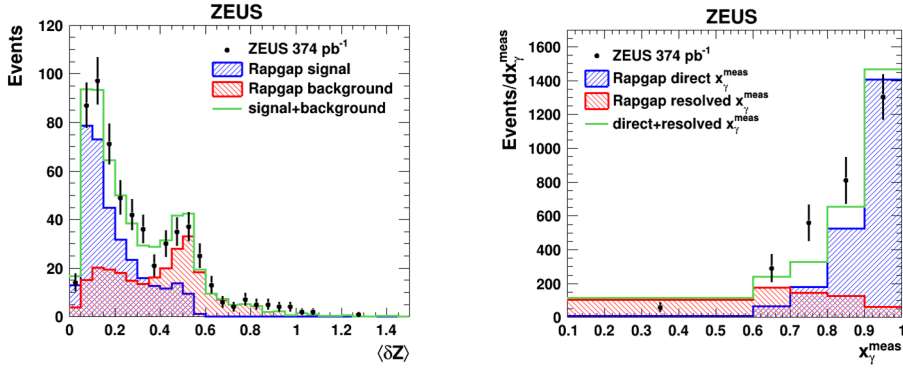 ZEUS
Events
120
100
80
60
40
20
0
ZEUS 374 pb⁻¹
Rapgap signal
Rapgap background
signal+background
0 0.2 0.4 0.6 0.8 1 1.2 1.4
⟨δZ⟩
ZEUS
Events/dx_γ^meas
1600
1400
1200
1000
800
600
400
200
0
ZEUS 374 pb⁻¹
Rapgap direct x_γ^meas
Rapgap resolved x_γ^meas
direct+resolved x_γ^meas
0.1 0.2 0.3 0.4 0.5 0.6 0.7 0.8 0.9 1
x_γ^meas